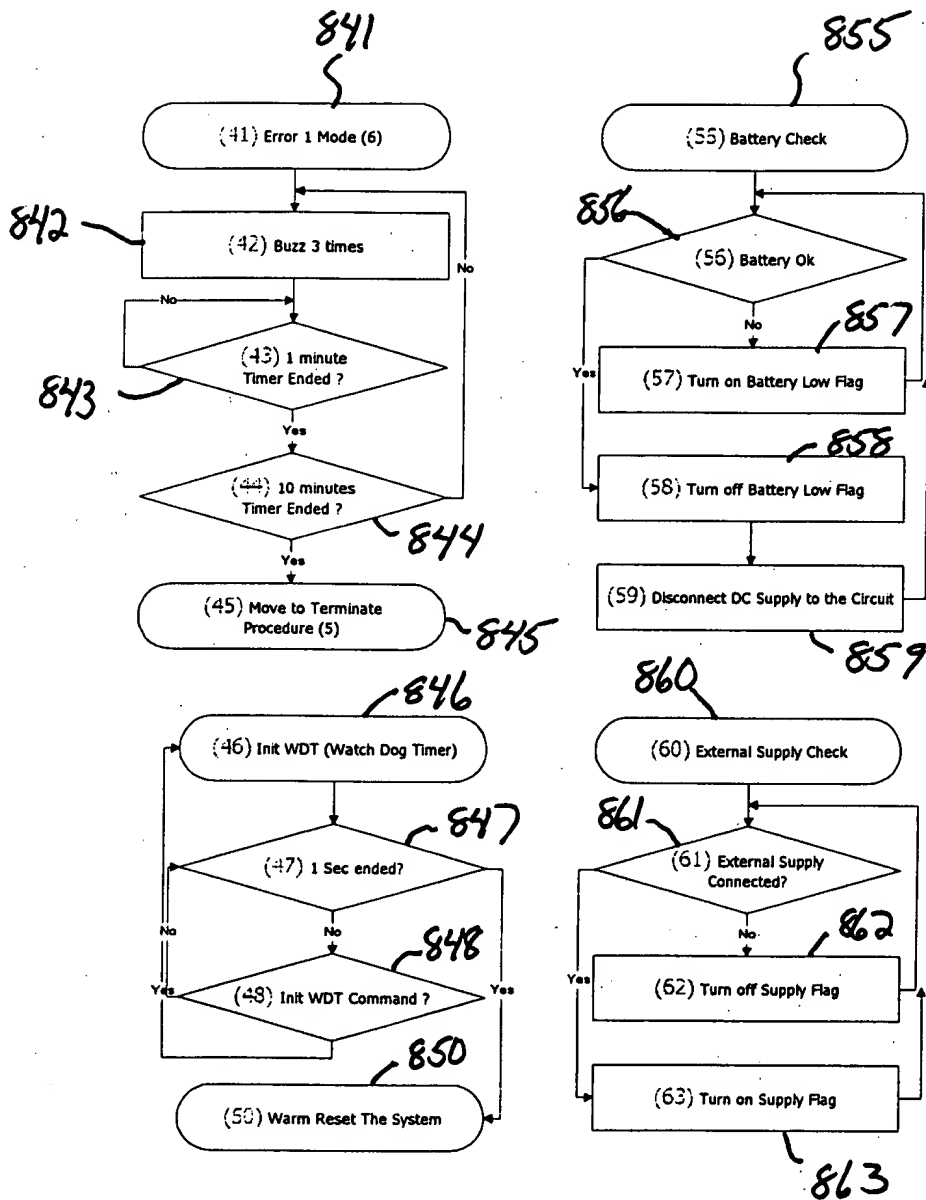 841
(41) Error 1 Mode (6)
842
(42) Buzz 3 times
No
No
(43) 1 minute
Timer Ended ?
843
Yes
(44) 10 minutes
Timer Ended ?
844
Yes
(45) Move to Terminate
Procedure (5)
845
855
(55) Battery Check
856
(56) Battery Ok
No
857
Yes
(57) Turn on Battery Low Flag
858
(58) Turn off Battery Low Flag
(59) Disconnect DC Supply to the Circuit
859
846
(46) Init WDT (Watch Dog Timer)
847
(47) 1 Sec ended?
No
No
848
Yes
(48) Init WDT Command ?
Yes
850
(50) Warm Reset The System
860
(60) External Supply Check
861
(61) External Supply
Connected?
No
862
Yes
(62) Turn off Supply Flag
(63) Turn on Supply Flag
863